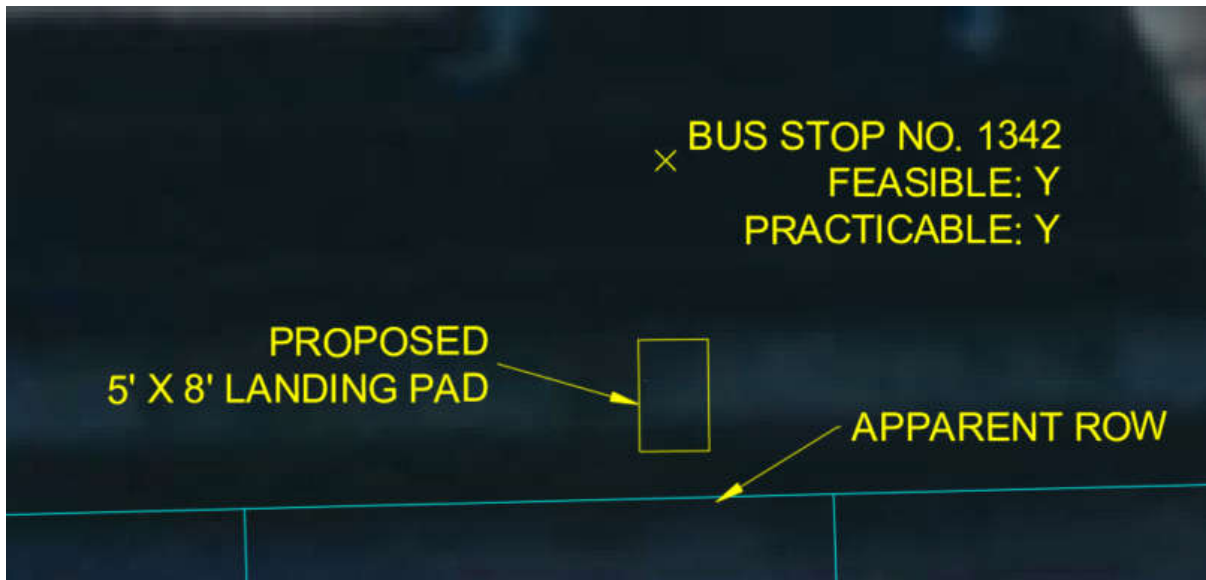 BUS STOP NO. 1342
FEASIBLE: Y
PRACTICABLE: Y
PROPOSED
5' X 8' LANDING PAD
APPARENT ROW